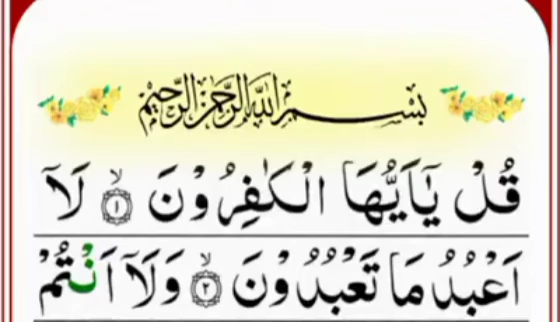 بِسْمِ اللّٰهِ الرَّحْمٰنِ الرَّحِيْمِ
قُلْ يٰۤاَيُّهَا الْكٰفِرُوْنَ ۙ﴿۱﴾ لَاۤ
اَعْبُدُ مَا تَعْبُدُوْنَ ۙ﴿۲﴾ وَلَاۤ اَنْتُمْ